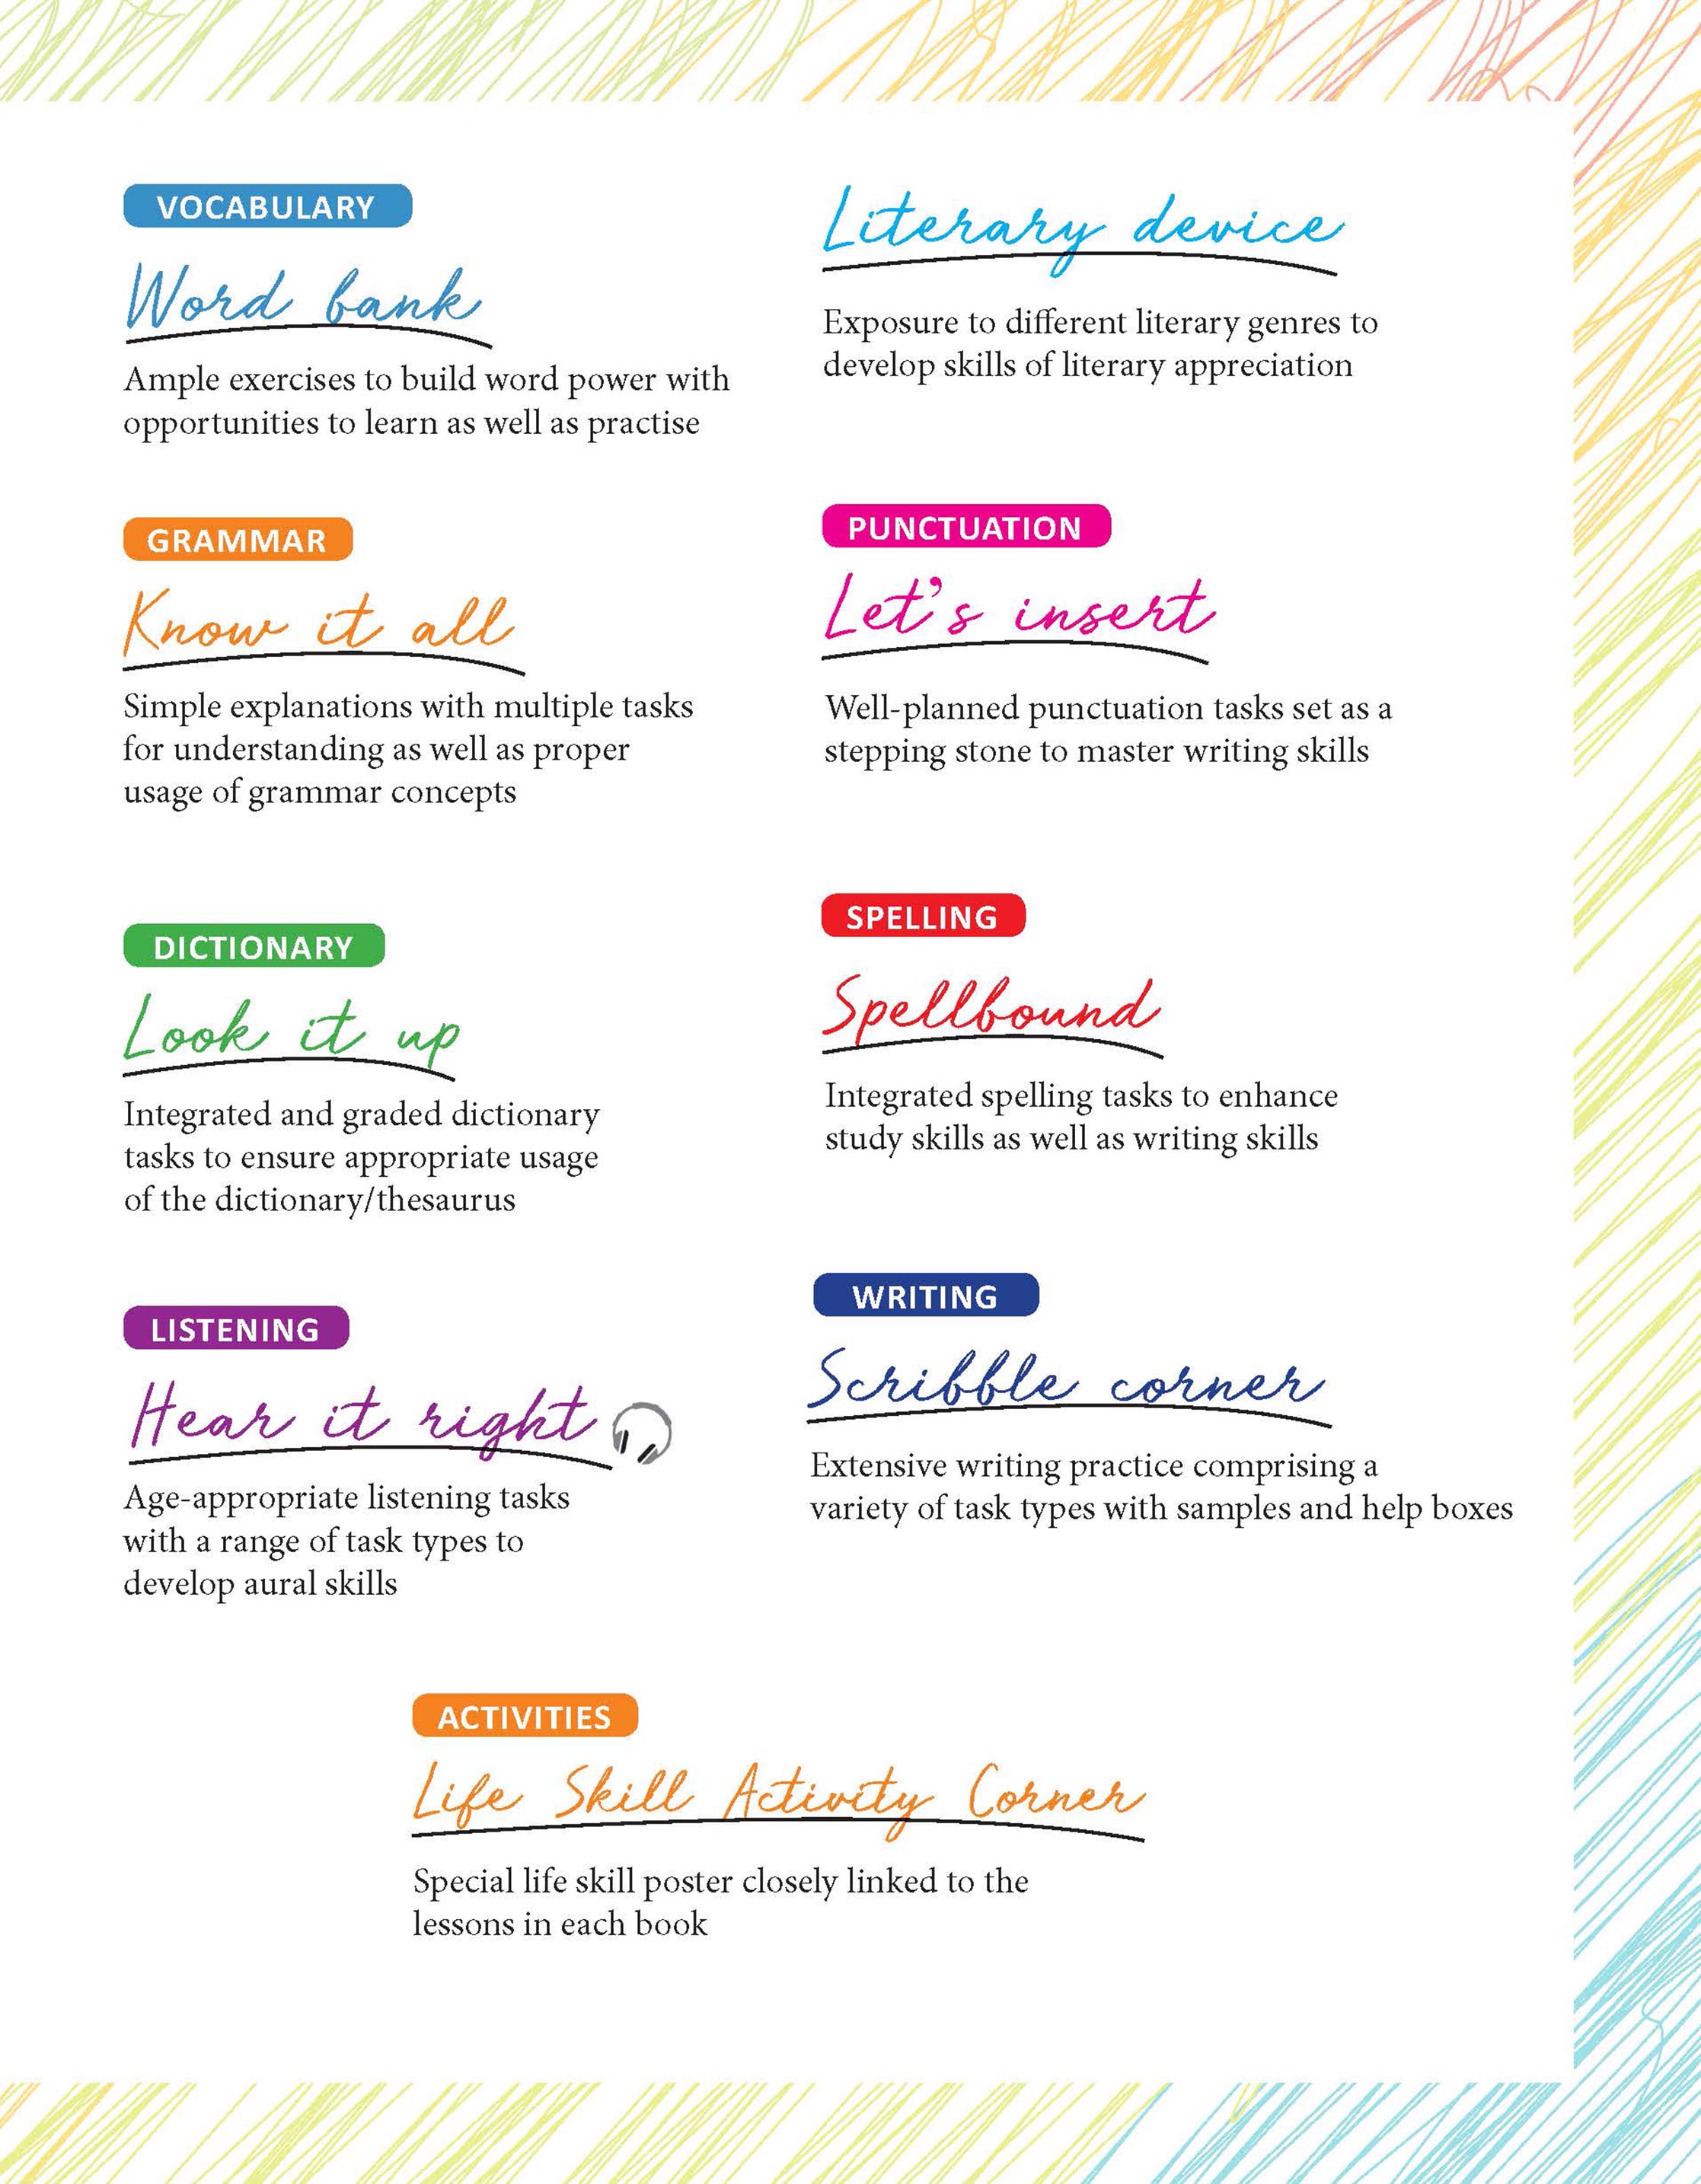 VOCABULARY
Word bank
Ample exercises to build word power with
opportunities to learn as well as practise
GRAMMAR
Know it all
Simple explanations with multiple tasks
for understanding as well as proper
usage of grammar concepts
DICTIONARY
Look it up
Integrated and graded dictionary
tasks to ensure appropriate usage
of the dictionary/thesaurus
LISTENING
Hear it right
Age-appropriate listening tasks
with a range of task types to
develop aural skills
Literary device
Exposure to different literary genres to
develop skills of literary appreciation
PUNCTUATION
Let's insert
Well-planned punctuation tasks set as a
stepping stone to master writing skills
SPELLING
Spellbound
Integrated spelling tasks to enhance
study skills as well as writing skills
WRITING
Scribble corner
Extensive writing practice comprising a
variety of task types with samples and help boxes
ACTIVITIES
Life Skill Activity Corner
Special life skill poster closely linked to the
lessons in each book